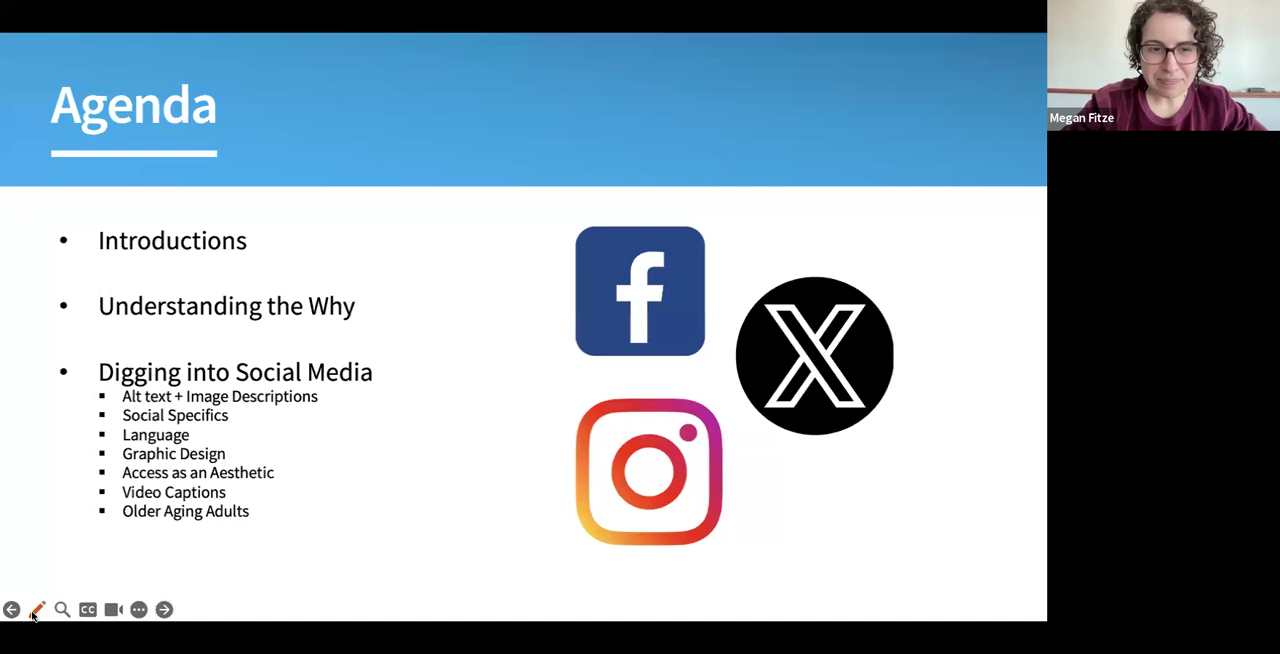 Agenda
Introductions
Understanding the Why
Digging into Social Media
Alt text + Image Descriptions
Social Specifics
Language
Graphic Design
Access as an Aesthetic
Video Captions
Older Aging Adults
f
X
CC
Megan Fitze